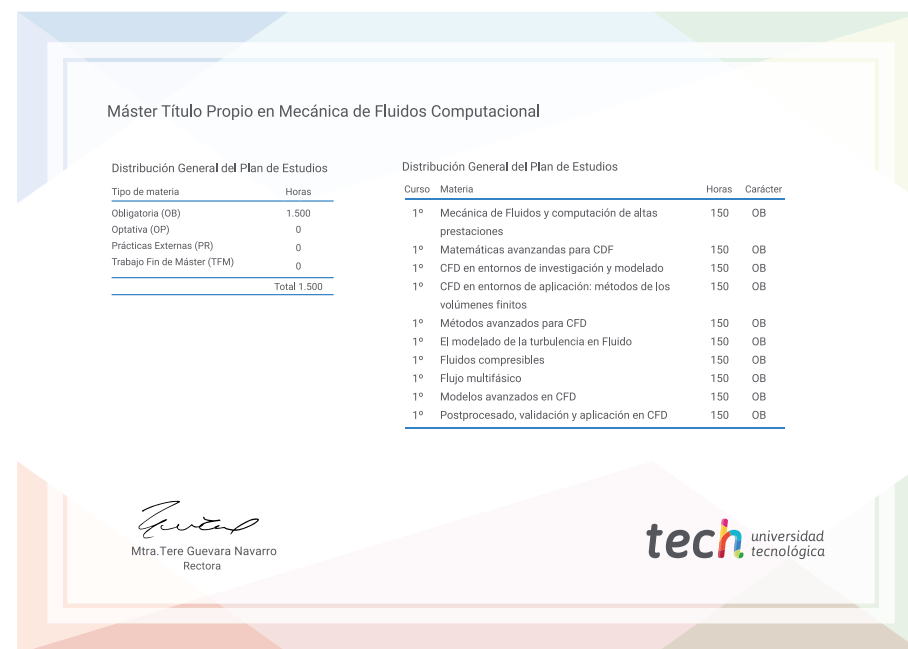 Máster Título Propio en Mecánica de Fluidos Computacional
Distribución General del Plan de Estudios
Tipo de materia Horas
Obligatoria (OB) 1.500
Optativa (OP) 0
Prácticas Externas (PR) 0
Trabajo Fin de Máster (TFM) 0
Total 1.500
Distribución General del Plan de Estudios
Curso Materia Horas Carácter
1º Mecánica de Fluidos y computación de altas 150 OB
prestaciones
1º Matemáticas avanzandas para CDF 150 OB
1º CFD en entornos de investigación y modelado 150 OB
1º CFD en entornos de aplicación: métodos de los 150 OB
volúmenes finitos
1º Métodos avanzados para CFD 150 OB
1º El modelado de la turbulencia en Fluido 150 OB
1º Fluidos compresibles 150 OB
1º Flujo multifásico 150 OB
1º Modelos avanzados en CFD 150 OB
1º Postprocesado, validación y aplicación en CFD 150 OB
Mtra.Tere Guevara Navarro
Rectora
tech universidad
tecnológica